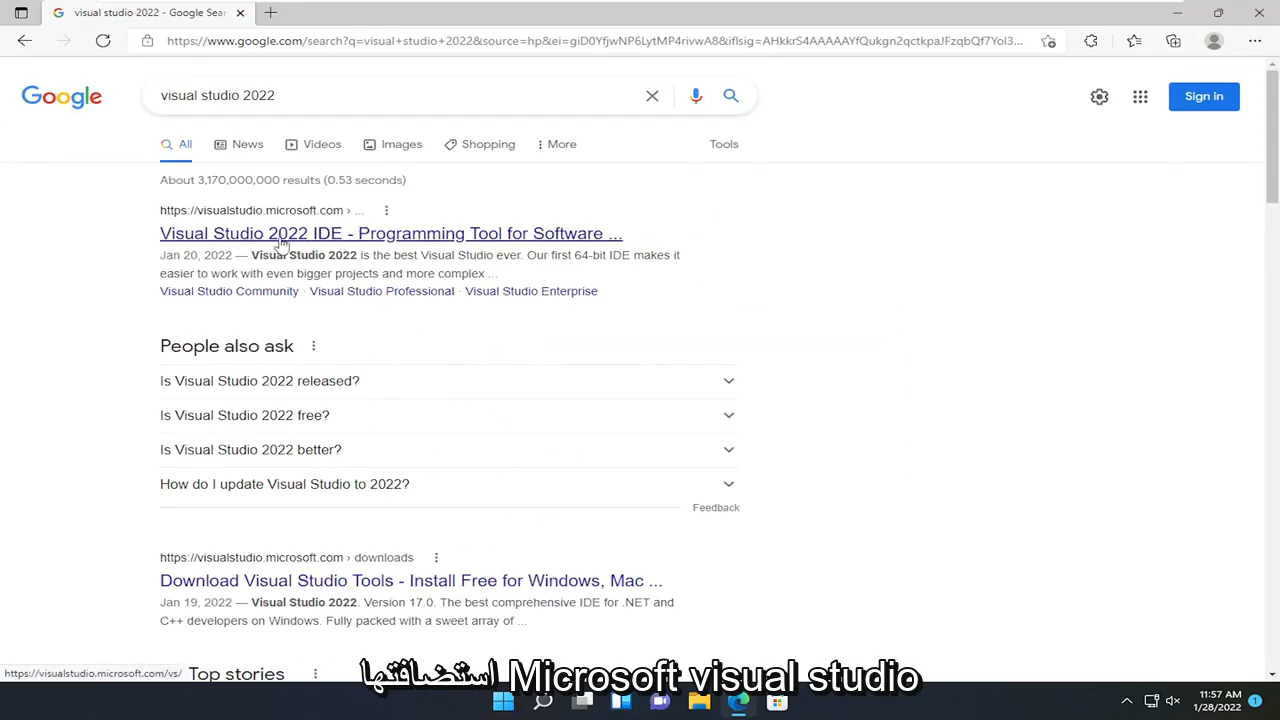 visual studio 2022 - Google Sear
https://www.google.com/search?q=visual+studio+2022&source=hp&ei=giD0YfjwNP6LytMP4rivwA8&iflsig=AHkkrS4AAAAAYfQukgn2qctkpaJFzqbQf7Yol3...
Google
visual studio 2022
Sign in
All News Videos Images Shopping More Tools
About 3,170,000,000 results (0.53 seconds)
https://visualstudio.microsoft.com › ...
Visual Studio 2022 IDE - Programming Tool for Software ...
Jan 20, 2022 — Visual Studio 2022 is the best Visual Studio ever. Our first 64-bit IDE makes it
easier to work with even bigger projects and more complex ...
Visual Studio Community · Visual Studio Professional · Visual Studio Enterprise
People also ask
Is Visual Studio 2022 released?
Is Visual Studio 2022 free?
Is Visual Studio 2022 better?
How do I update Visual Studio to 2022?
Feedback
https://visualstudio.microsoft.com › downloads
Download Visual Studio Tools - Install Free for Windows, Mac ...
Jan 19, 2022 — Visual Studio 2022. Version 17.0. The best comprehensive IDE for .NET and
C++ developers on Windows. Fully packed with a sweet array of ...
https://visualstudio.microsoft.com/vs/
Top stories
استضافتها Microsoft visual studio
11:57 AM
1/28/2022
1